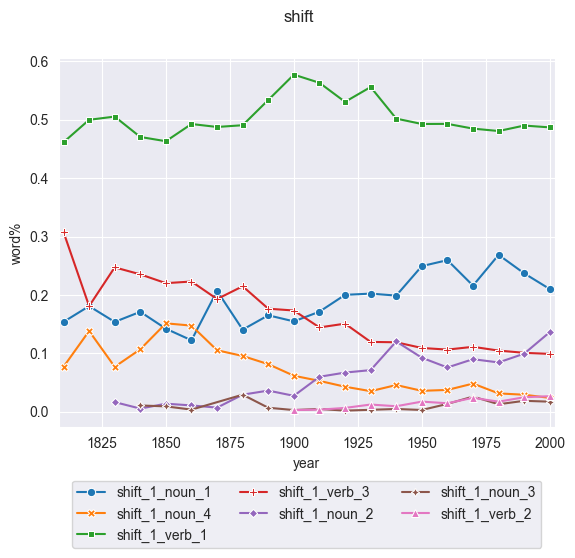 shift
0.6
0.5
0.4
0.3
0.2
0.1
0.0
word%
1825 1850 1875 1900 1925 1950 1975 2000
year
shift_1_noun_1 shift_1_verb_3 shift_1_noun_3
shift_1_noun_4 shift_1_noun_2 shift_1_verb_2
shift_1_verb_1